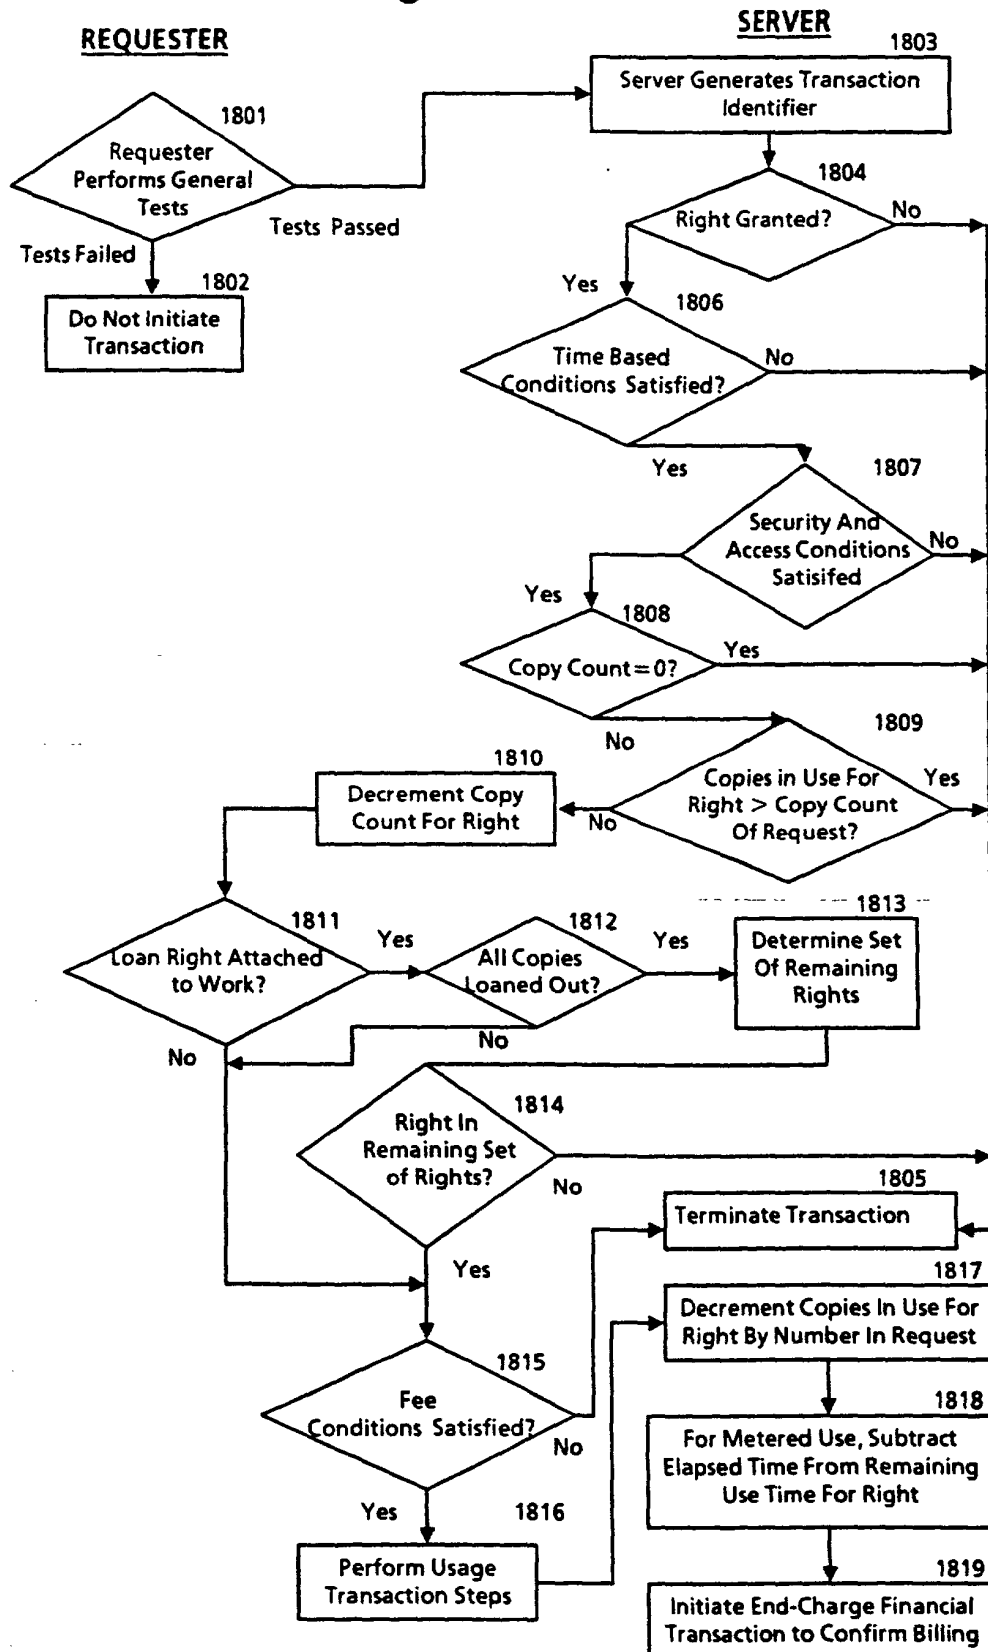 REQUESTER
SERVER
1803
Server Generates Transaction
Identifier
1801
Requester
Performs General
Tests
Tests Passed
Tests Failed
1802
Do Not Initiate
Transaction
1804
Right Granted?
No
Yes
1806
Time Based
Conditions Satisfied?
No
Yes
1807
Security And
Access Conditions
Satisifed
No
Yes
1808
Copy Count=0?
Yes
No
1809
Copies in Use For
Right > Copy Count
Of Request?
Yes
No
1810
Decrement Copy
Count For Right
1811
Loan Right Attached
to Work?
Yes
No
1812
All Copies
Loaned Out?
Yes
No
1813
Determine Set
Of Remaining
Rights
1814
Right In
Remaining Set
of Rights?
No
Yes
1805
Terminate Transaction
1815
Fee
Conditions Satisfied?
No
Yes
1816
Perform Usage
Transaction Steps
1817
Decrement Copies In Use For
Right By Number In Request
1818
For Metered Use, Subtract
Elapsed Time From Remaining
Use Time For Right
1819
Initiate End-Charge Financial
Transaction to Confirm Billing